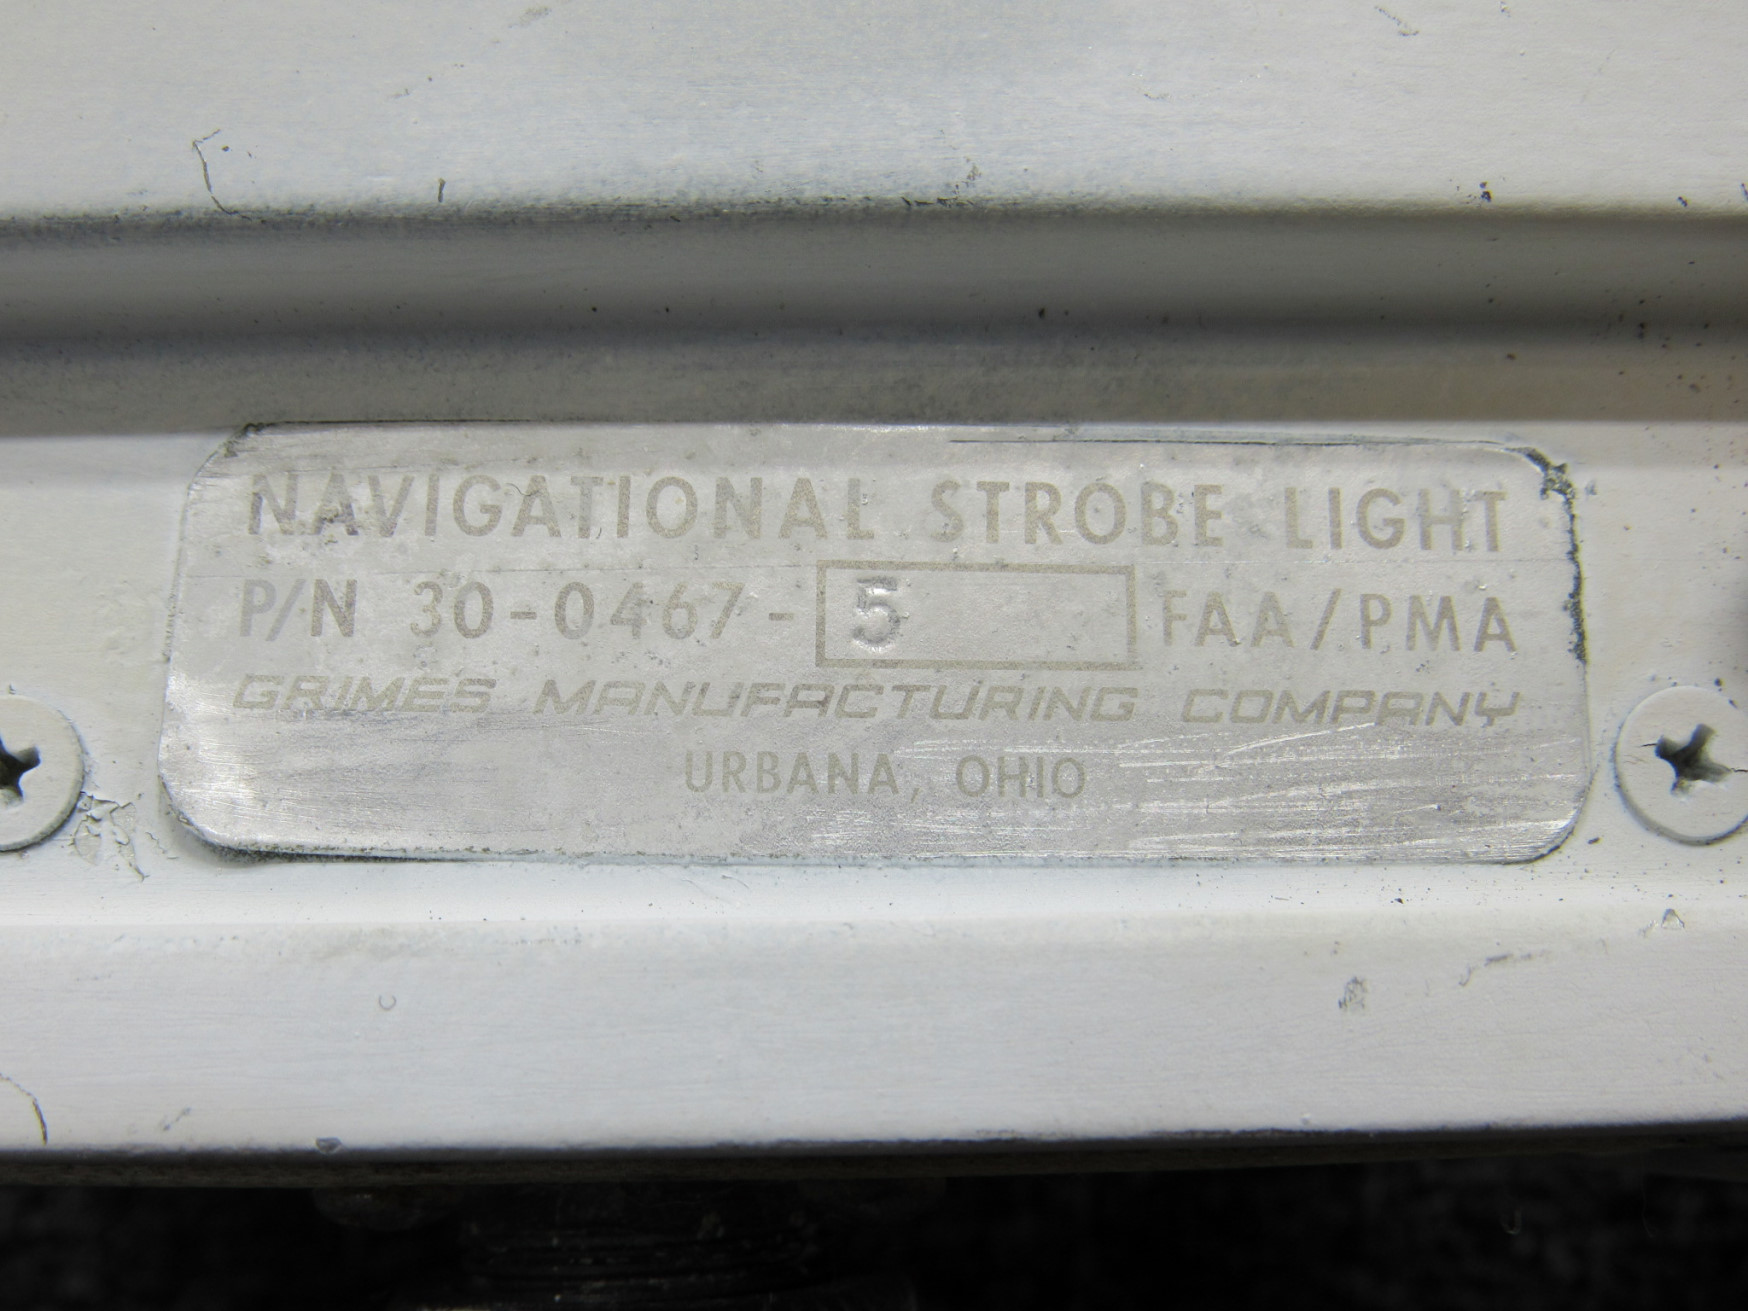 NAVIGATIONAL STROBE LIGHT
P/N 30-0467-5 FAA/PMA
GRIMES MANUFACTURING COMPANY
URBANA, OHIO